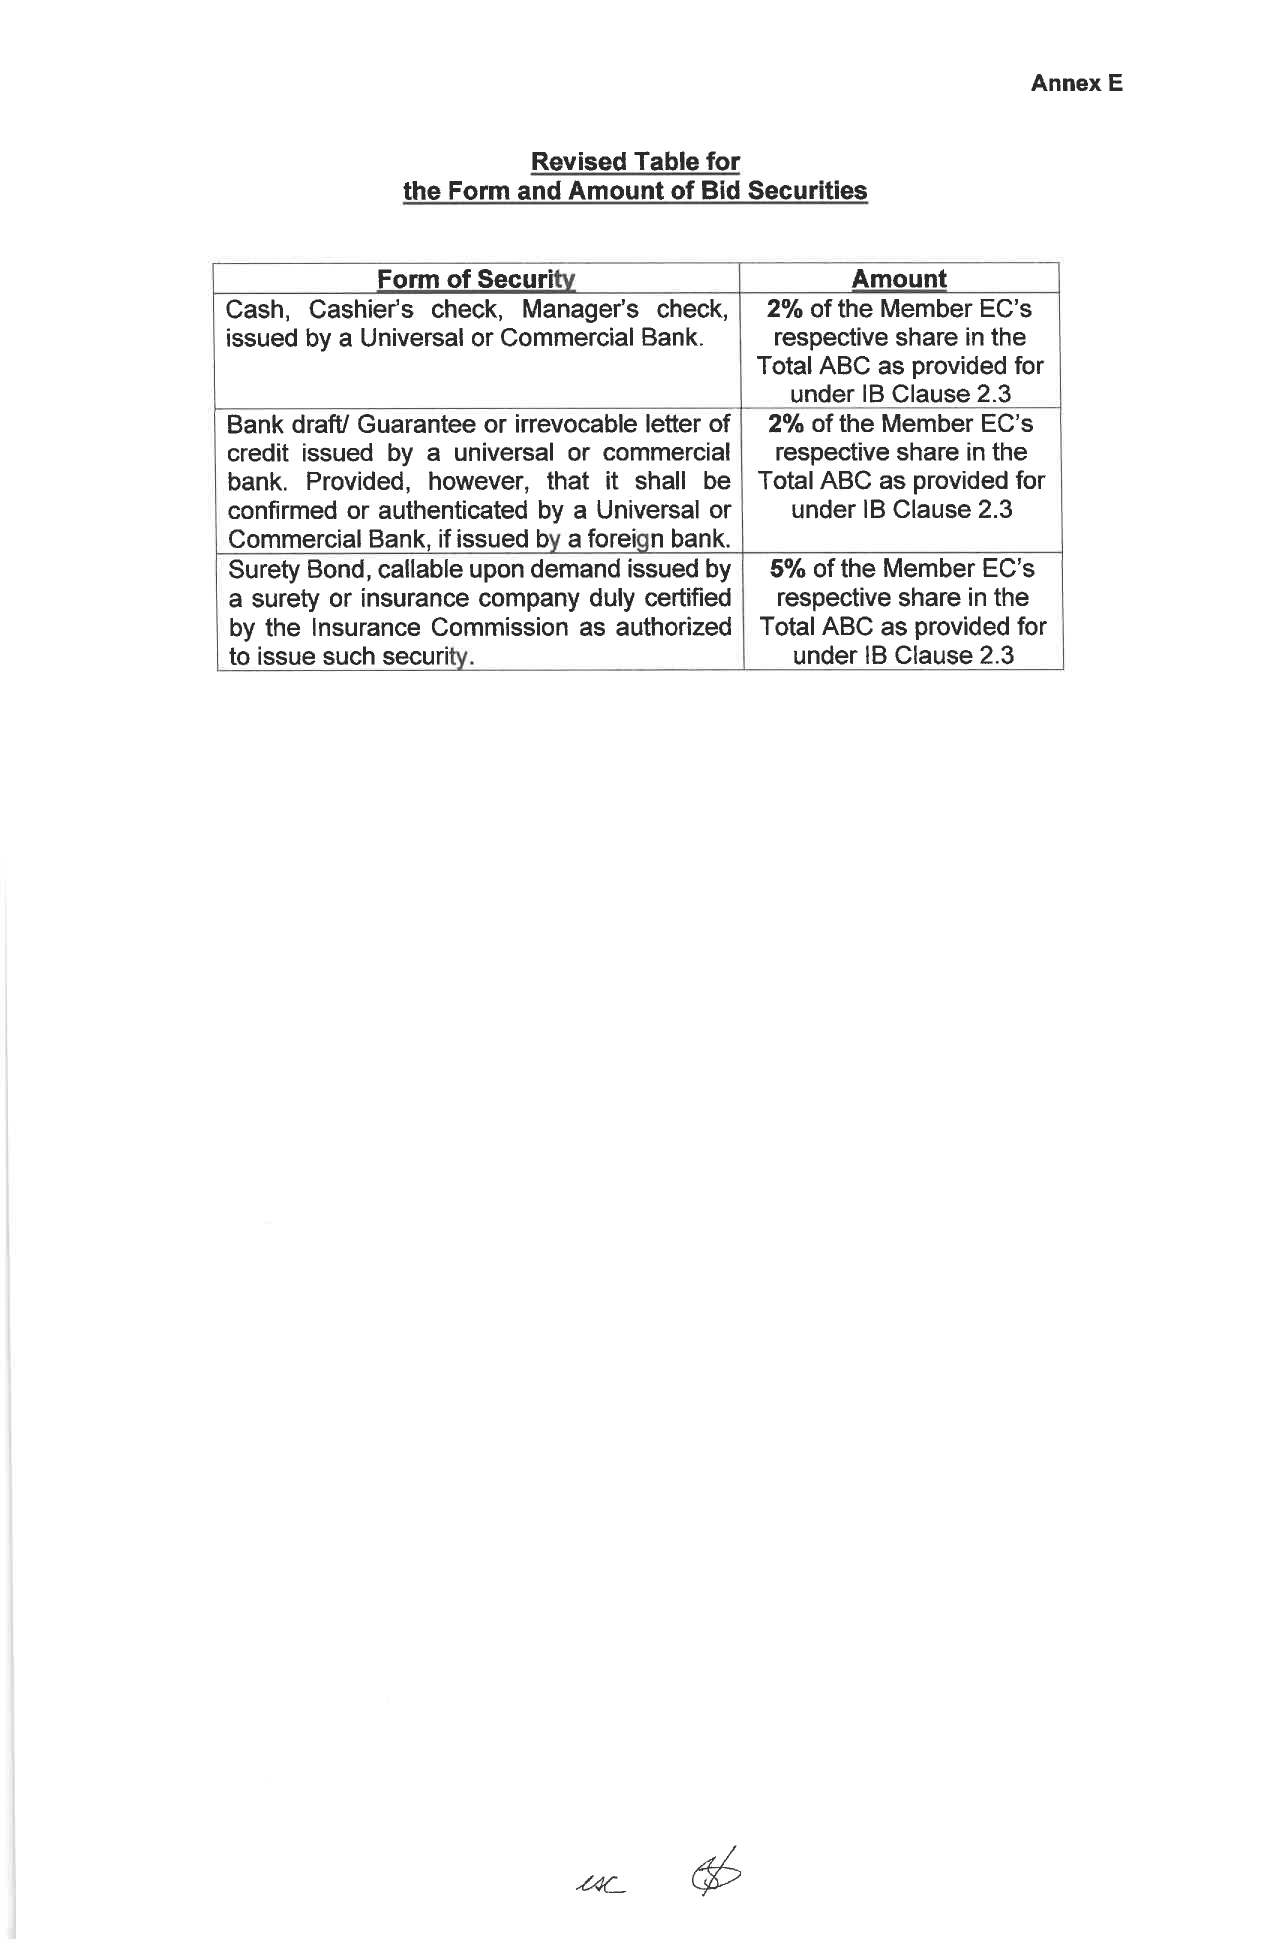 Annex E
Revised Table for
the Form and Amount of Bid Securities
Form of Security
Amount
Cash, Cashier's check, Manager's check,
issued by a Universal or Commercial Bank.
2% of the Member EC's
respective share in the
Total ABC as provided for
under IB Clause 2.3
Bank draft/ Guarantee or irrevocable letter of
credit issued by a universal or commercial
bank. Provided, however, that it shall be
confirmed or authenticated by a Universal or
Commercial Bank, if issued by a foreign bank.
2% of the Member EC's
respective share in the
Total ABC as provided for
under IB Clause 2.3
Surety Bond, callable upon demand issued by
a surety or insurance company duly certified
by the Insurance Commission as authorized
to issue such security.
5% of the Member EC's
respective share in the
Total ABC as provided for
under IB Clause 2.3